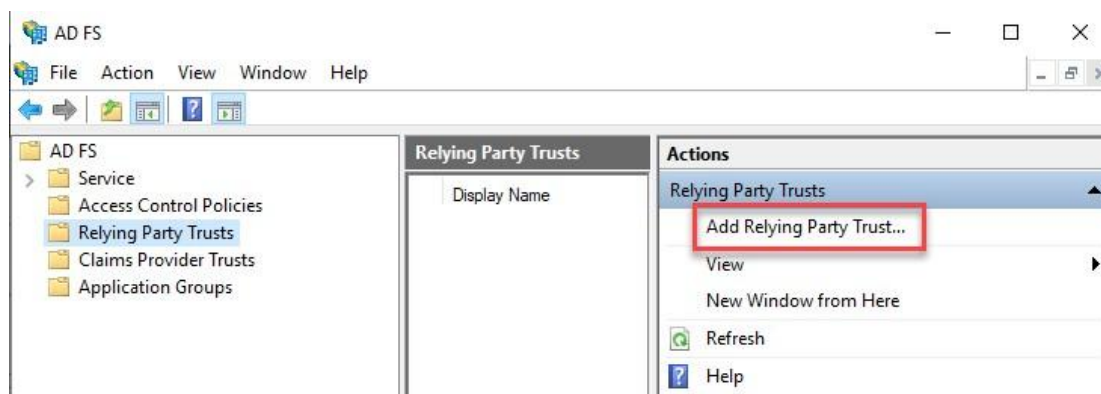 AD FS
File Action View Window Help
AD FS
Service
Access Control Policies
Relying Party Trusts
Claims Provider Trusts
Application Groups
Relying Party Trusts
Display Name
Actions
Relying Party Trusts
Add Relying Party Trust...
View
New Window from Here
Refresh
Help